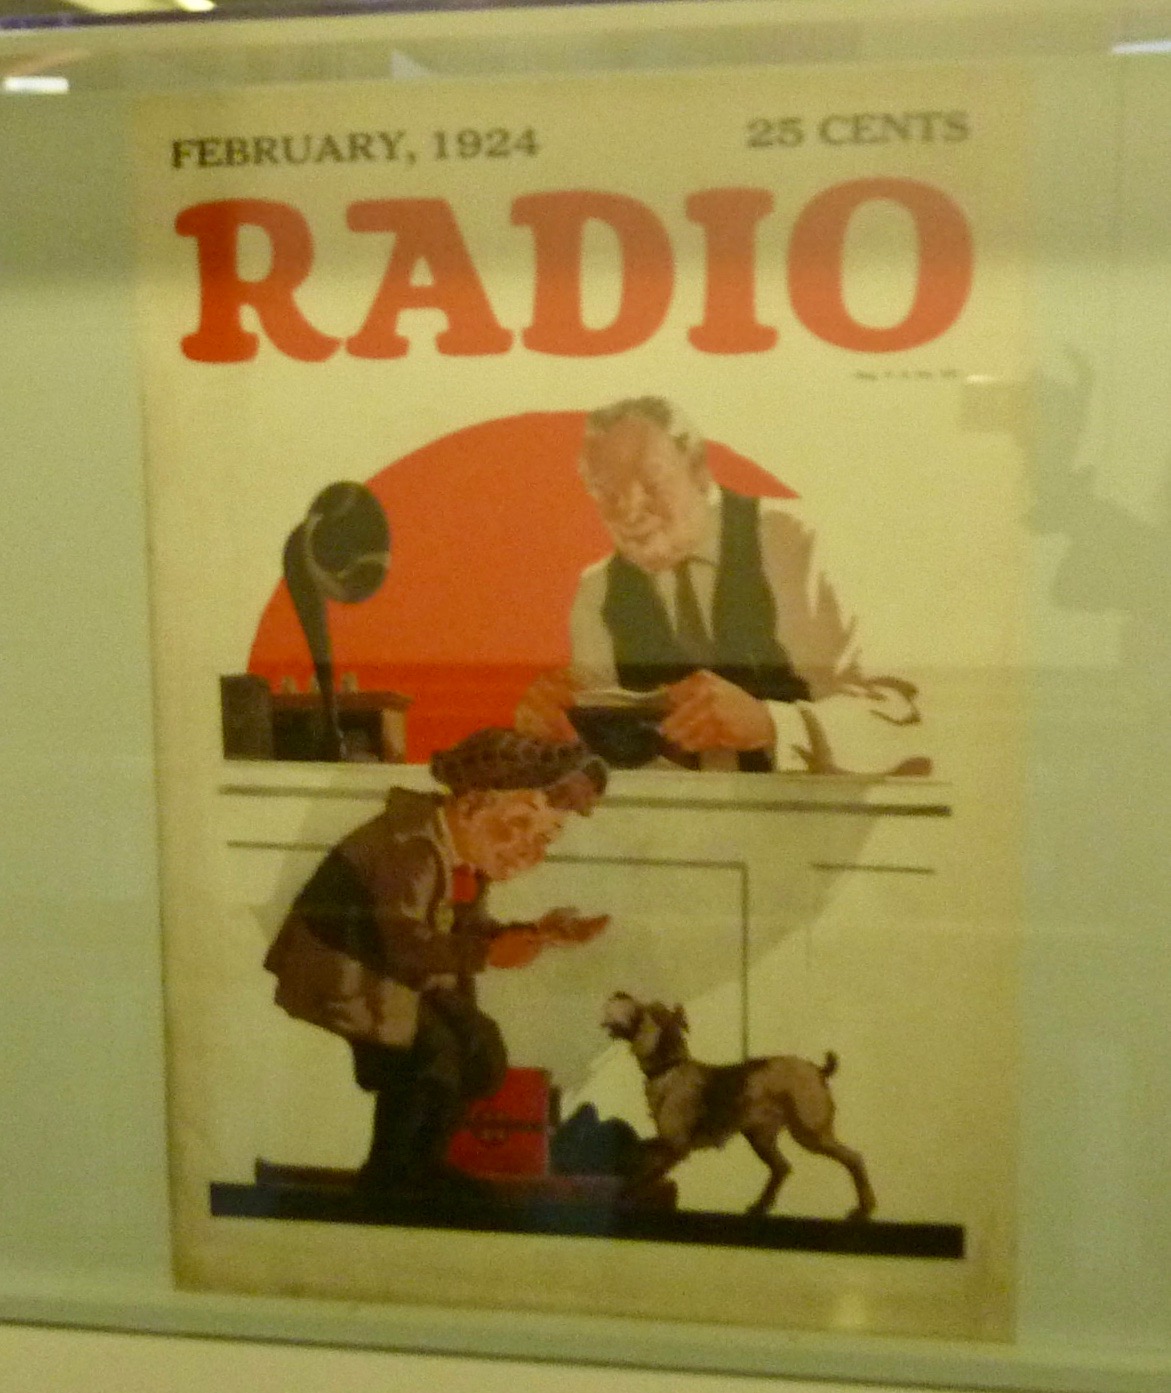 FEBRUARY, 1924 25 CENTS
RADIO